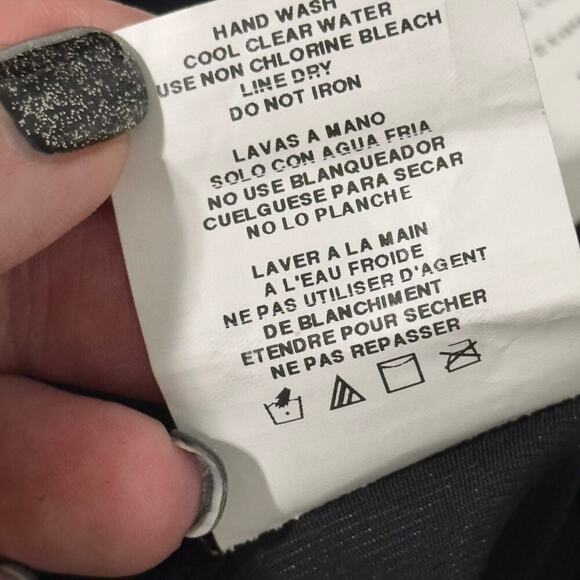 HAND WASH
COOL CLEAR WATER
USE NON CHLORINE BLEACH
LINE DRY
DO NOT IRON
LAVAS A MANO
SOLO CON AGUA FRIA
NO USE BLANQUEADOR
CUELGUESE PARA SECAR
NO LO PLANCHE
LAVER A LA MAIN
A L'EAU FROIDE
NE PAS UTILISER D'AGENT
DE BLANCHIMENT
ETENDRE POUR SECHER
NE PAS REPASSER